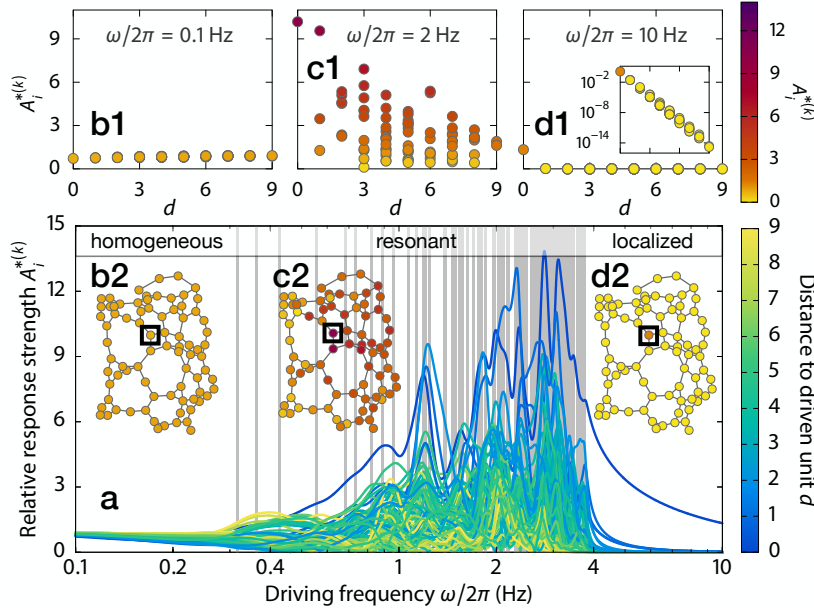 11
9
6
3
0
A_i^{*(k)}
ω/2π = 0.1 Hz
b1
0 3 6 9
d
ω/2π = 2 Hz
c1
0 3 6 9
d
ω/2π = 10 Hz
10^{-2}
10^{-8}
10^{-14}
d1
0 3 6 9
d
12
9
6
3
0
A_i^{*(k)}
Relative response strength A_i^{*(k)}
15
12
9
6
3
0
homogeneous resonant localized
b2 c2 d2
a
0.1 0.2 0.4 1 2 4 10
Driving frequency ω/2π (Hz)
9
8
7
6
5
4
3
2
1
0
Distance to driven unit d